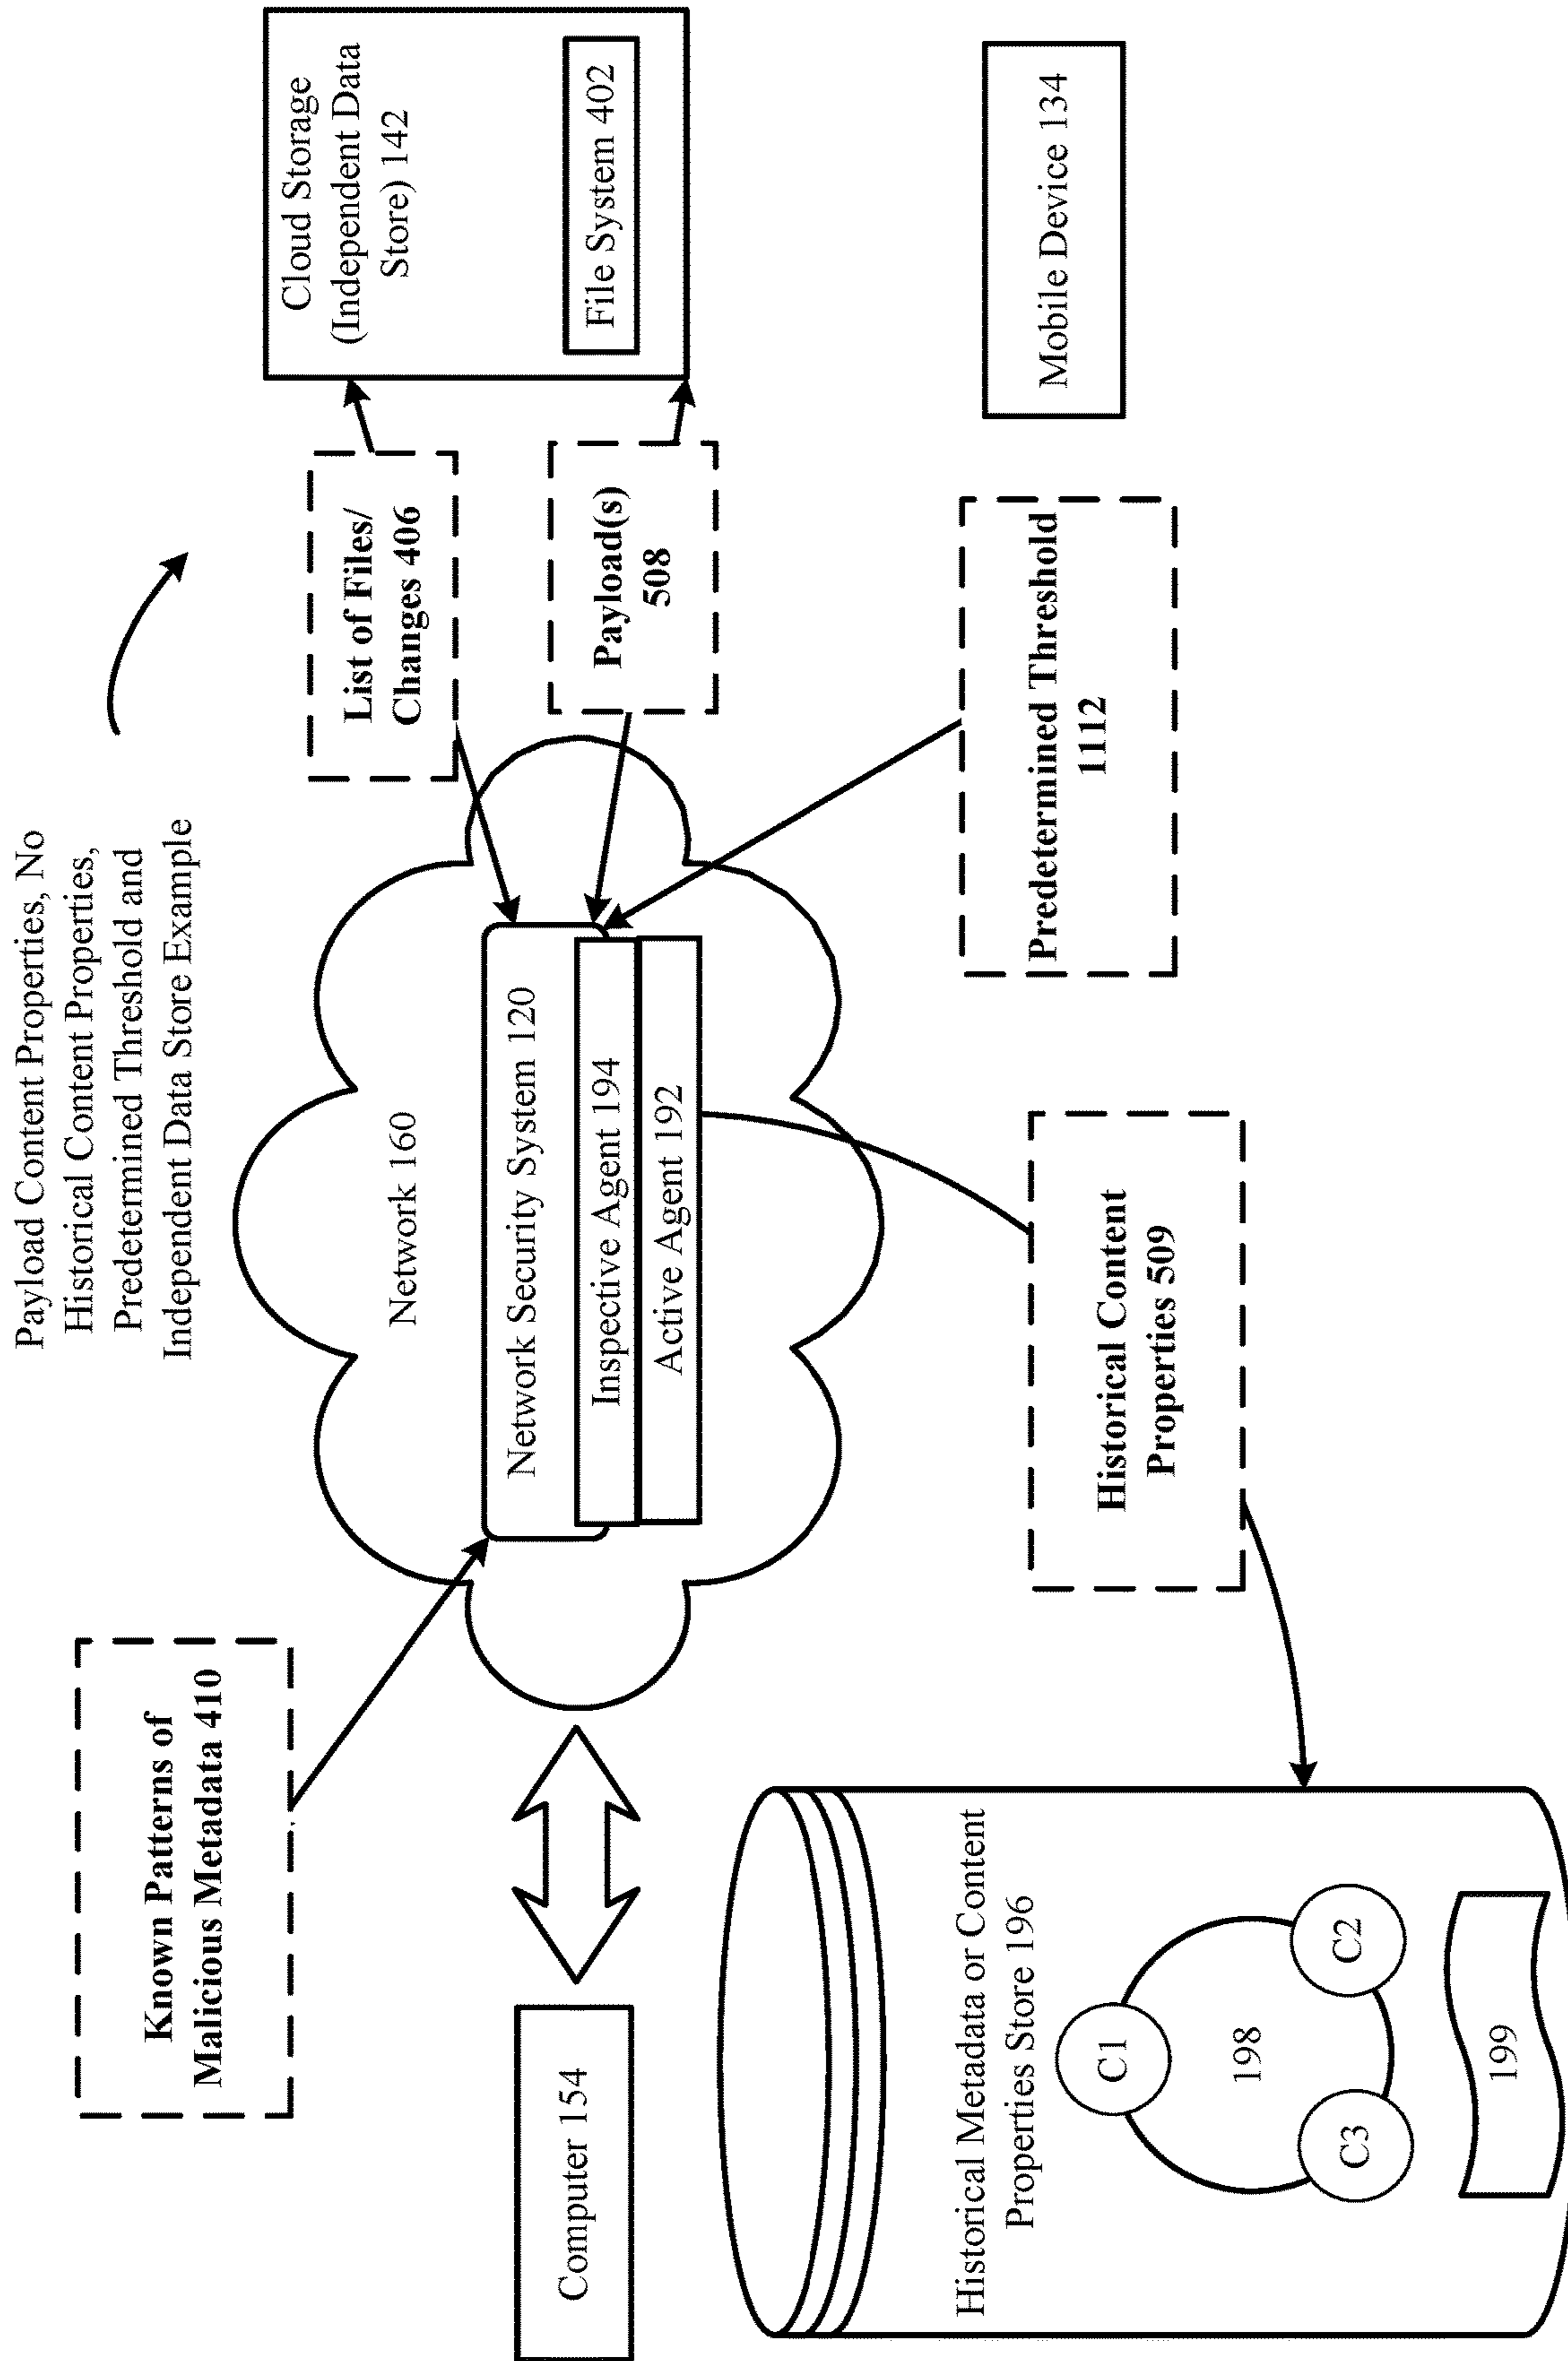 Payload Content Properties, No
Historical Content Properties,
Predetermined Threshold and
Independent Data Store Example
Known Patterns of
Malicious Metadata 410
Network 160
List of Files/
Changes 406
Cloud Storage
(Independent Data
Store) 142
File System 402
Computer 154
Network Security System 120
Inspective Agent 194
Active Agent 192
Payload(s)
508
Historical Metadata or Content
Properties Store 196
C1
C2
C3
198
199
Historical Content
Properties 509
Predetermined Threshold
1112
Mobile Device 134